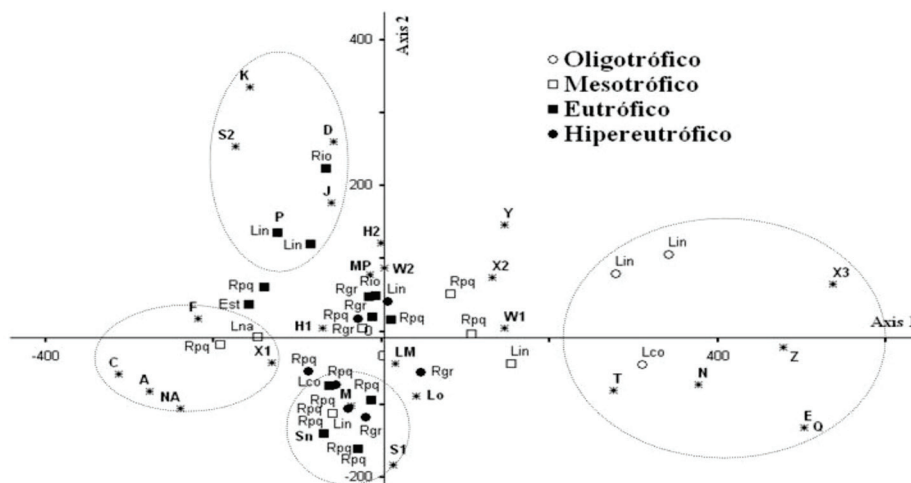 400
Axis 2
Oligotrófico
Mesotrófico
Eutrófico
Hipereutrófico
K
S2
D
Rio
J
200
P
Lin
Lin
H2
Y
MP
W2
X2
Rpq
Rio
Rgr
Lin
Rpq
Est
Rgr
Rpq
Rpq
Rpq
Lin
Lin
X3
F
Lna
H1
Rgr
0
W1
Axis 1
-400
Rpq
X1
400
Z
C
A
NA
Rpq
Lco
Rpq
Rpq
LM
Rgr
Lin
Lco
T
N
Rpq
M
Lo
Rpq
Lin
Rgr
E
Q
Sn
Rpq
Rpq
S1
-200